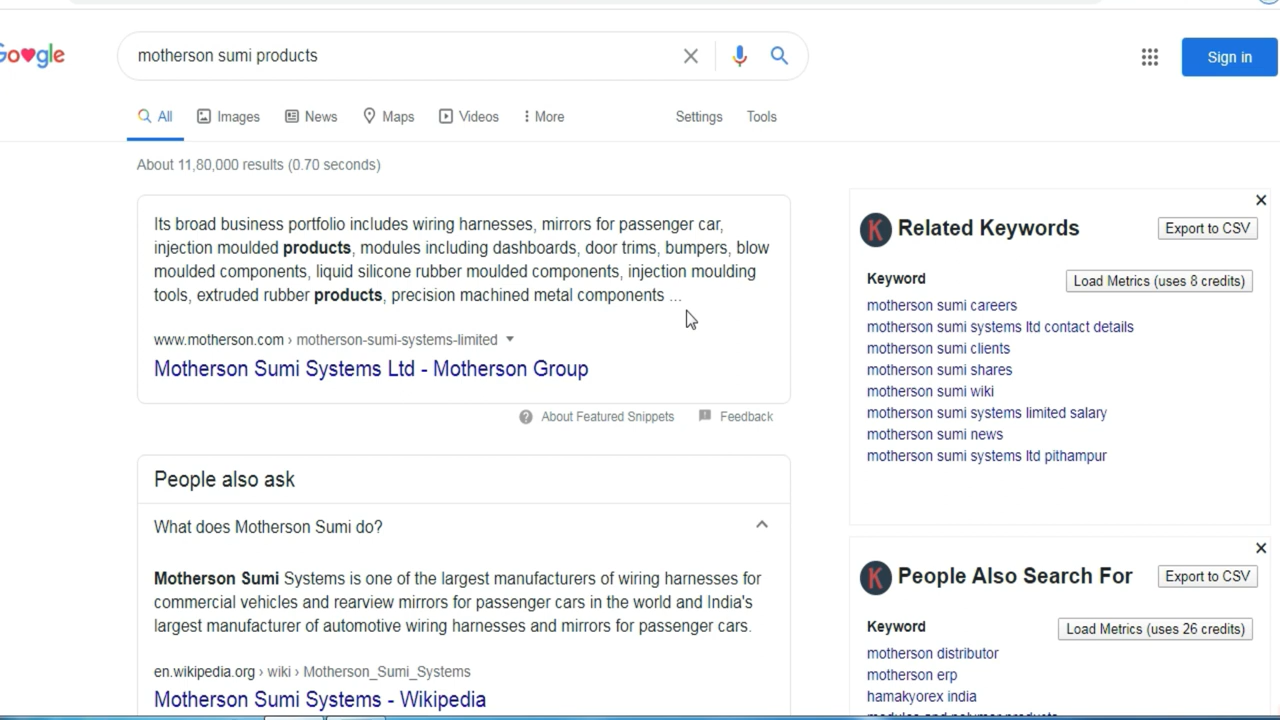 Go♥gle
motherson sumi products
Sign in
All Images News Maps Videos More Settings Tools
About 11,80,000 results (0.70 seconds)
Its broad business portfolio includes wiring harnesses, mirrors for passenger car,
injection moulded products, modules including dashboards, door trims, bumpers, blow
moulded components, liquid silicone rubber moulded components, injection moulding
tools, extruded rubber products, precision machined metal components ...
www.motherson.com › motherson-sumi-systems-limited
Motherson Sumi Systems Ltd - Motherson Group
About Featured Snippets Feedback
People also ask
What does Motherson Sumi do?
Motherson Sumi Systems is one of the largest manufacturers of wiring harnesses for
commercial vehicles and rearview mirrors for passenger cars in the world and India's
largest manufacturer of automotive wiring harnesses and mirrors for passenger cars.
en.wikipedia.org › wiki › Motherson_Sumi_Systems
Motherson Sumi Systems - Wikipedia
K Related Keywords Export to CSV
Keyword Load Metrics (uses 8 credits)
motherson sumi careers
motherson sumi systems ltd contact details
motherson sumi clients
motherson sumi shares
motherson sumi wiki
motherson sumi systems limited salary
motherson sumi news
motherson sumi systems ltd pithampur
K People Also Search For Export to CSV
Keyword Load Metrics (uses 26 credits)
motherson distributor
motherson erp
hamakyorex india
modules and polymer products